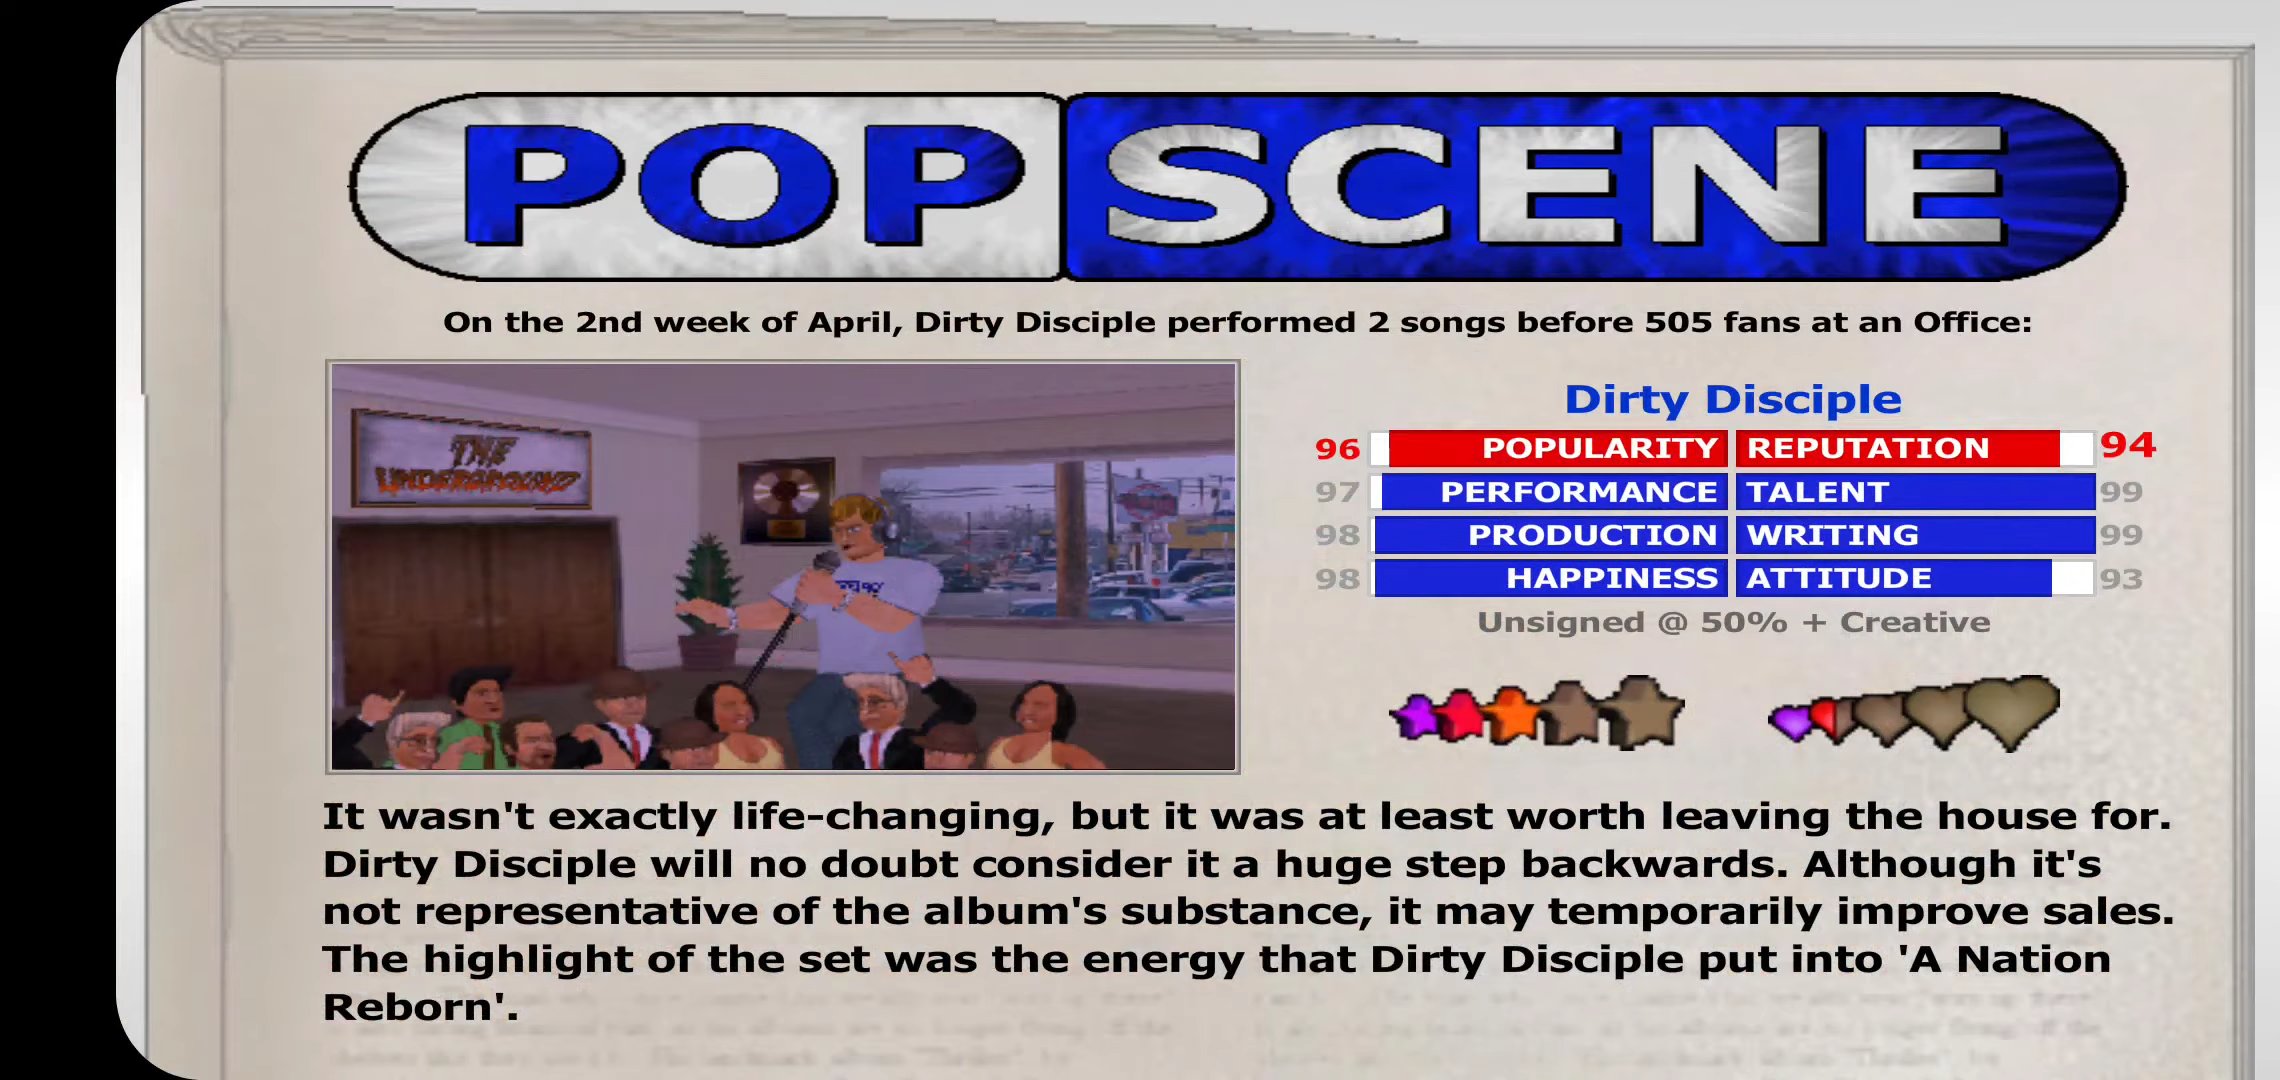 POP SCENE
On the 2nd week of April, Dirty Disciple performed 2 songs before 505 fans at an Office:
THE
UNDERGROUND
Dirty Disciple
96 POPULARITY REPUTATION 94
97 PERFORMANCE TALENT 99
98 PRODUCTION WRITING 99
98 HAPPINESS ATTITUDE 93
Unsigned @ 50% + Creative
It wasn't exactly life-changing, but it was at least worth leaving the house for.
Dirty Disciple will no doubt consider it a huge step backwards. Although it's
not representative of the album's substance, it may temporarily improve sales.
The highlight of the set was the energy that Dirty Disciple put into 'A Nation
Reborn'.